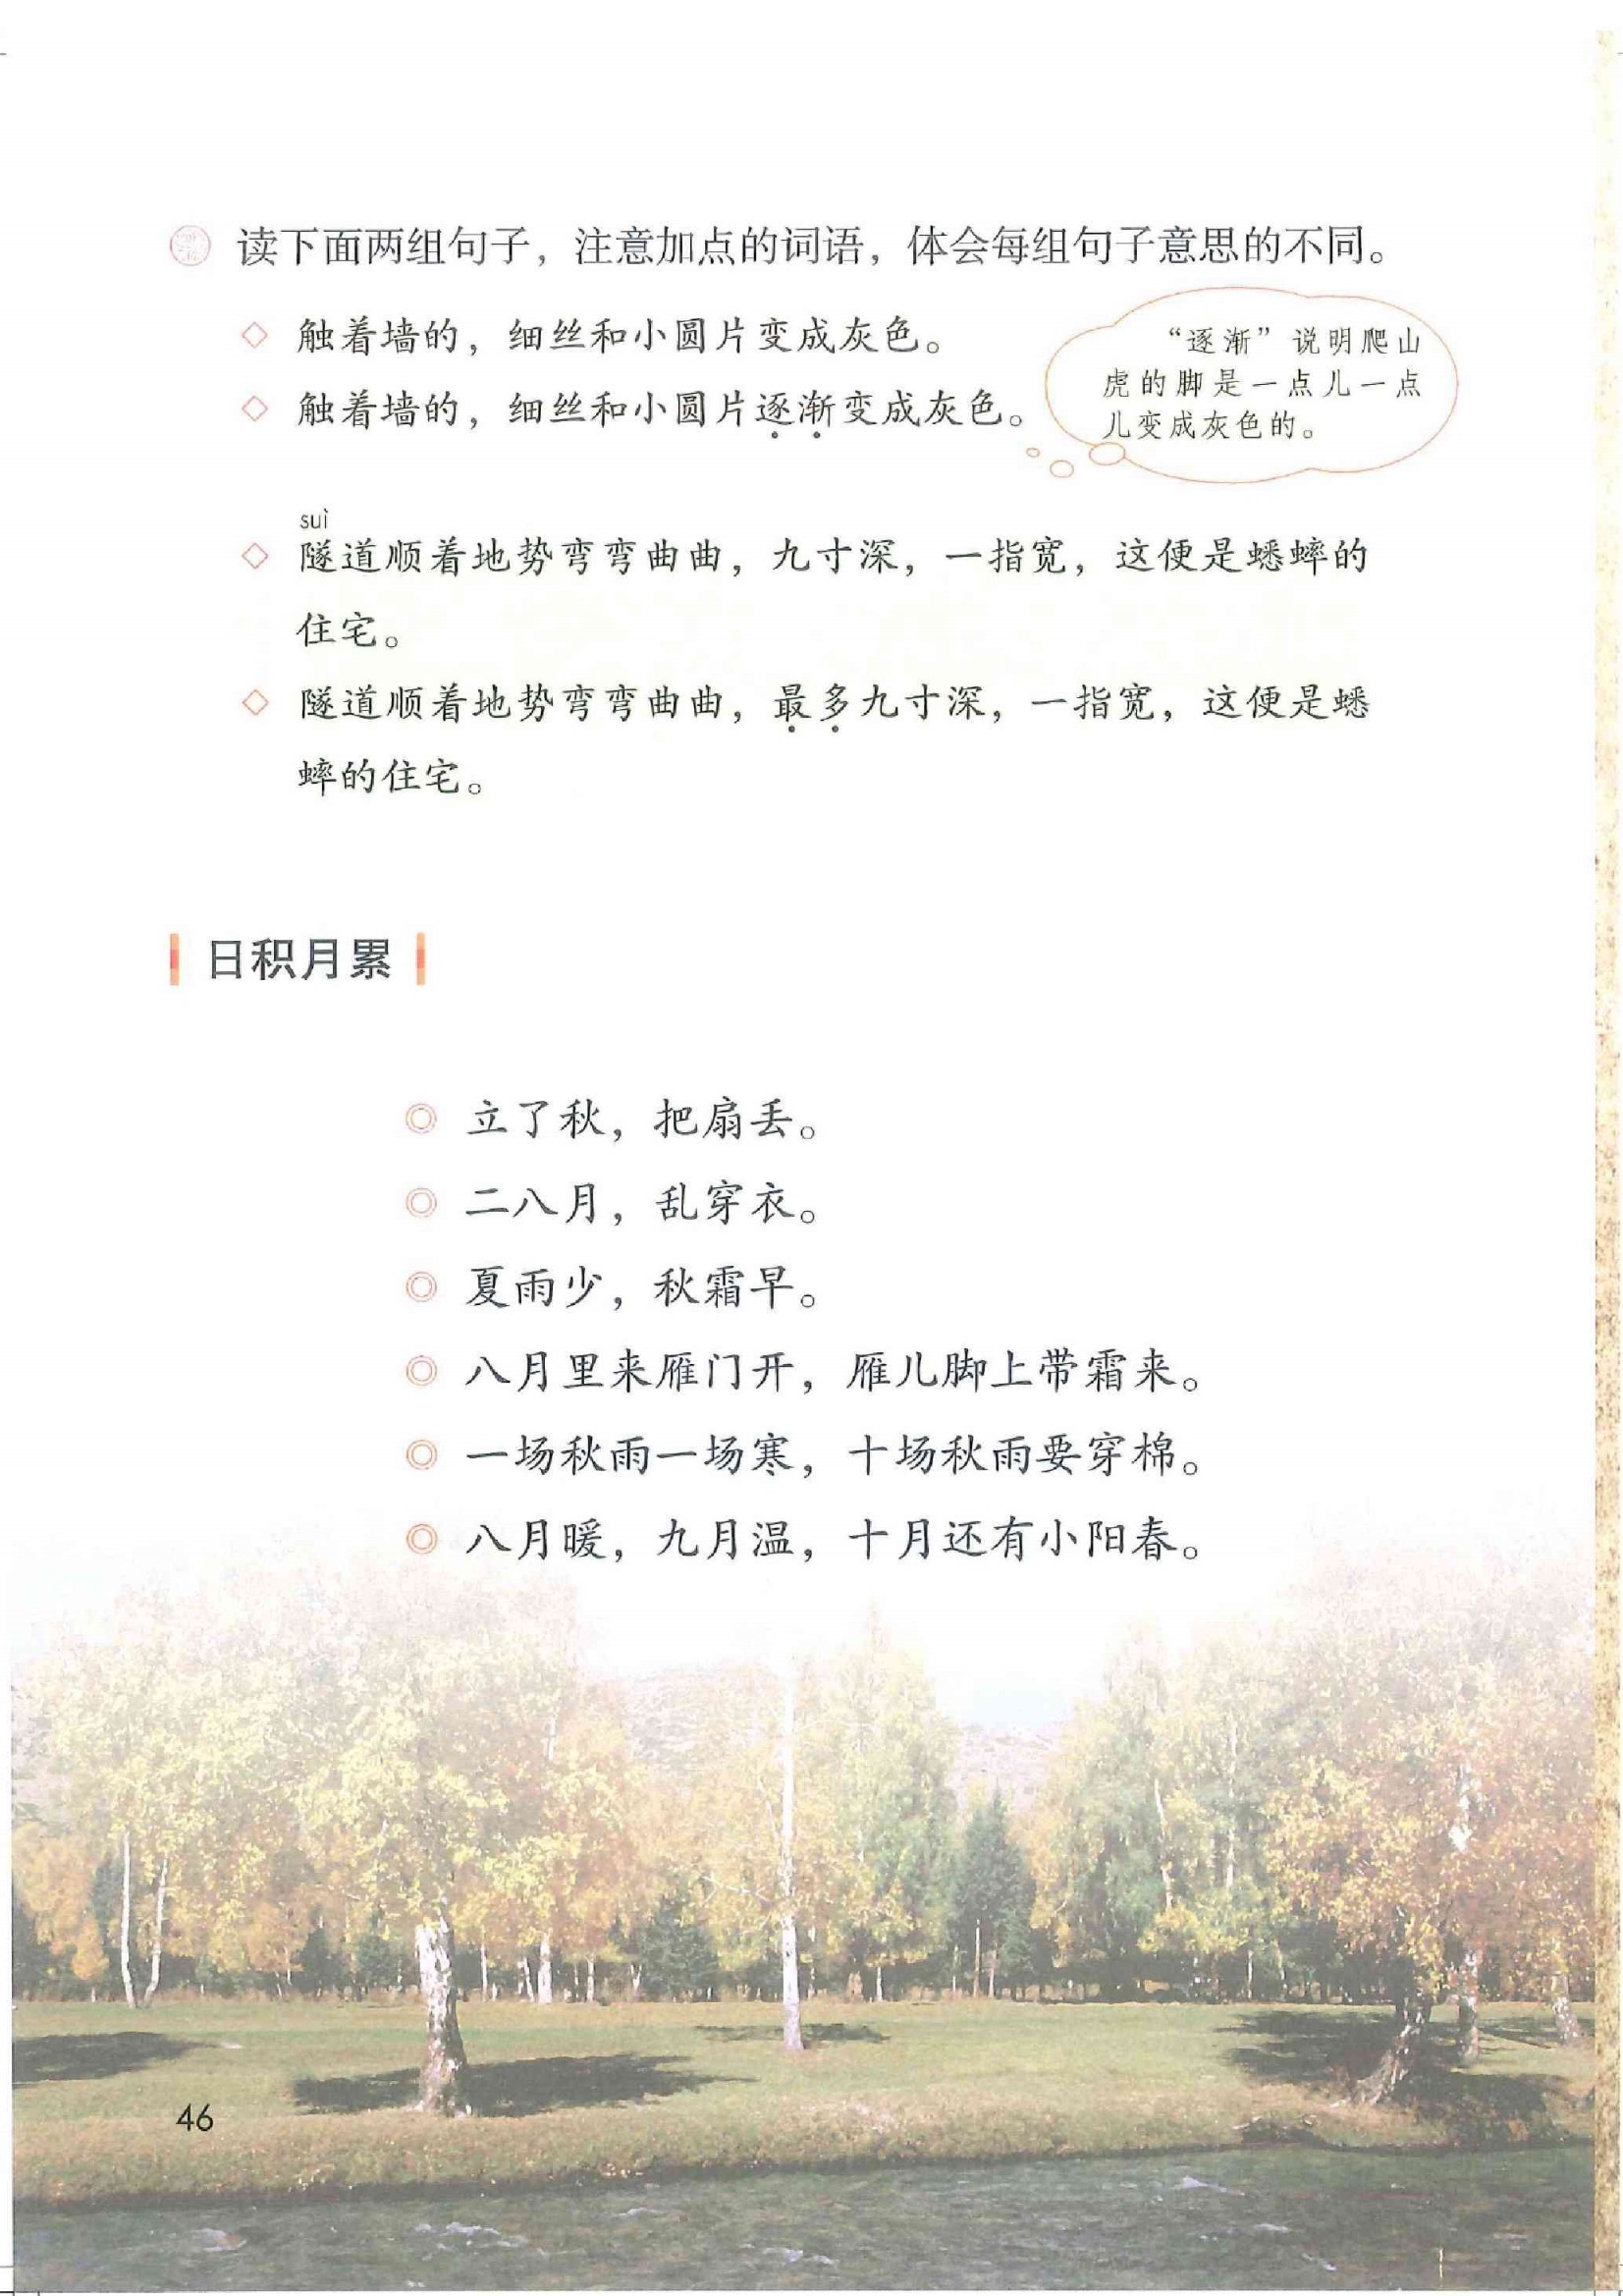 读下面两组句子，注意加点的词语，体会每组句子意思的不同。
触着墙的，细丝和小圆片变成灰色。
触着墙的，细丝和小圆片逐渐变成灰色。
“逐渐”说明爬山
虎的脚是一点儿一点
儿变成灰色的。
suì
隧道顺着地势弯弯曲曲，九寸深，一指宽，这便是蟋蟀的
住宅。
隧道顺着地势弯弯曲曲，最多九寸深，一指宽，这便是蟋
蟀的住宅。
日积月累
立了秋，把扇丢。
二八月，乱穿衣。
夏雨少，秋霜早。
八月里来雁门开，雁儿脚上带霜来。
一场秋雨一场寒，十场秋雨要穿棉。
八月暖，九月温，十月还有小阳春。
46